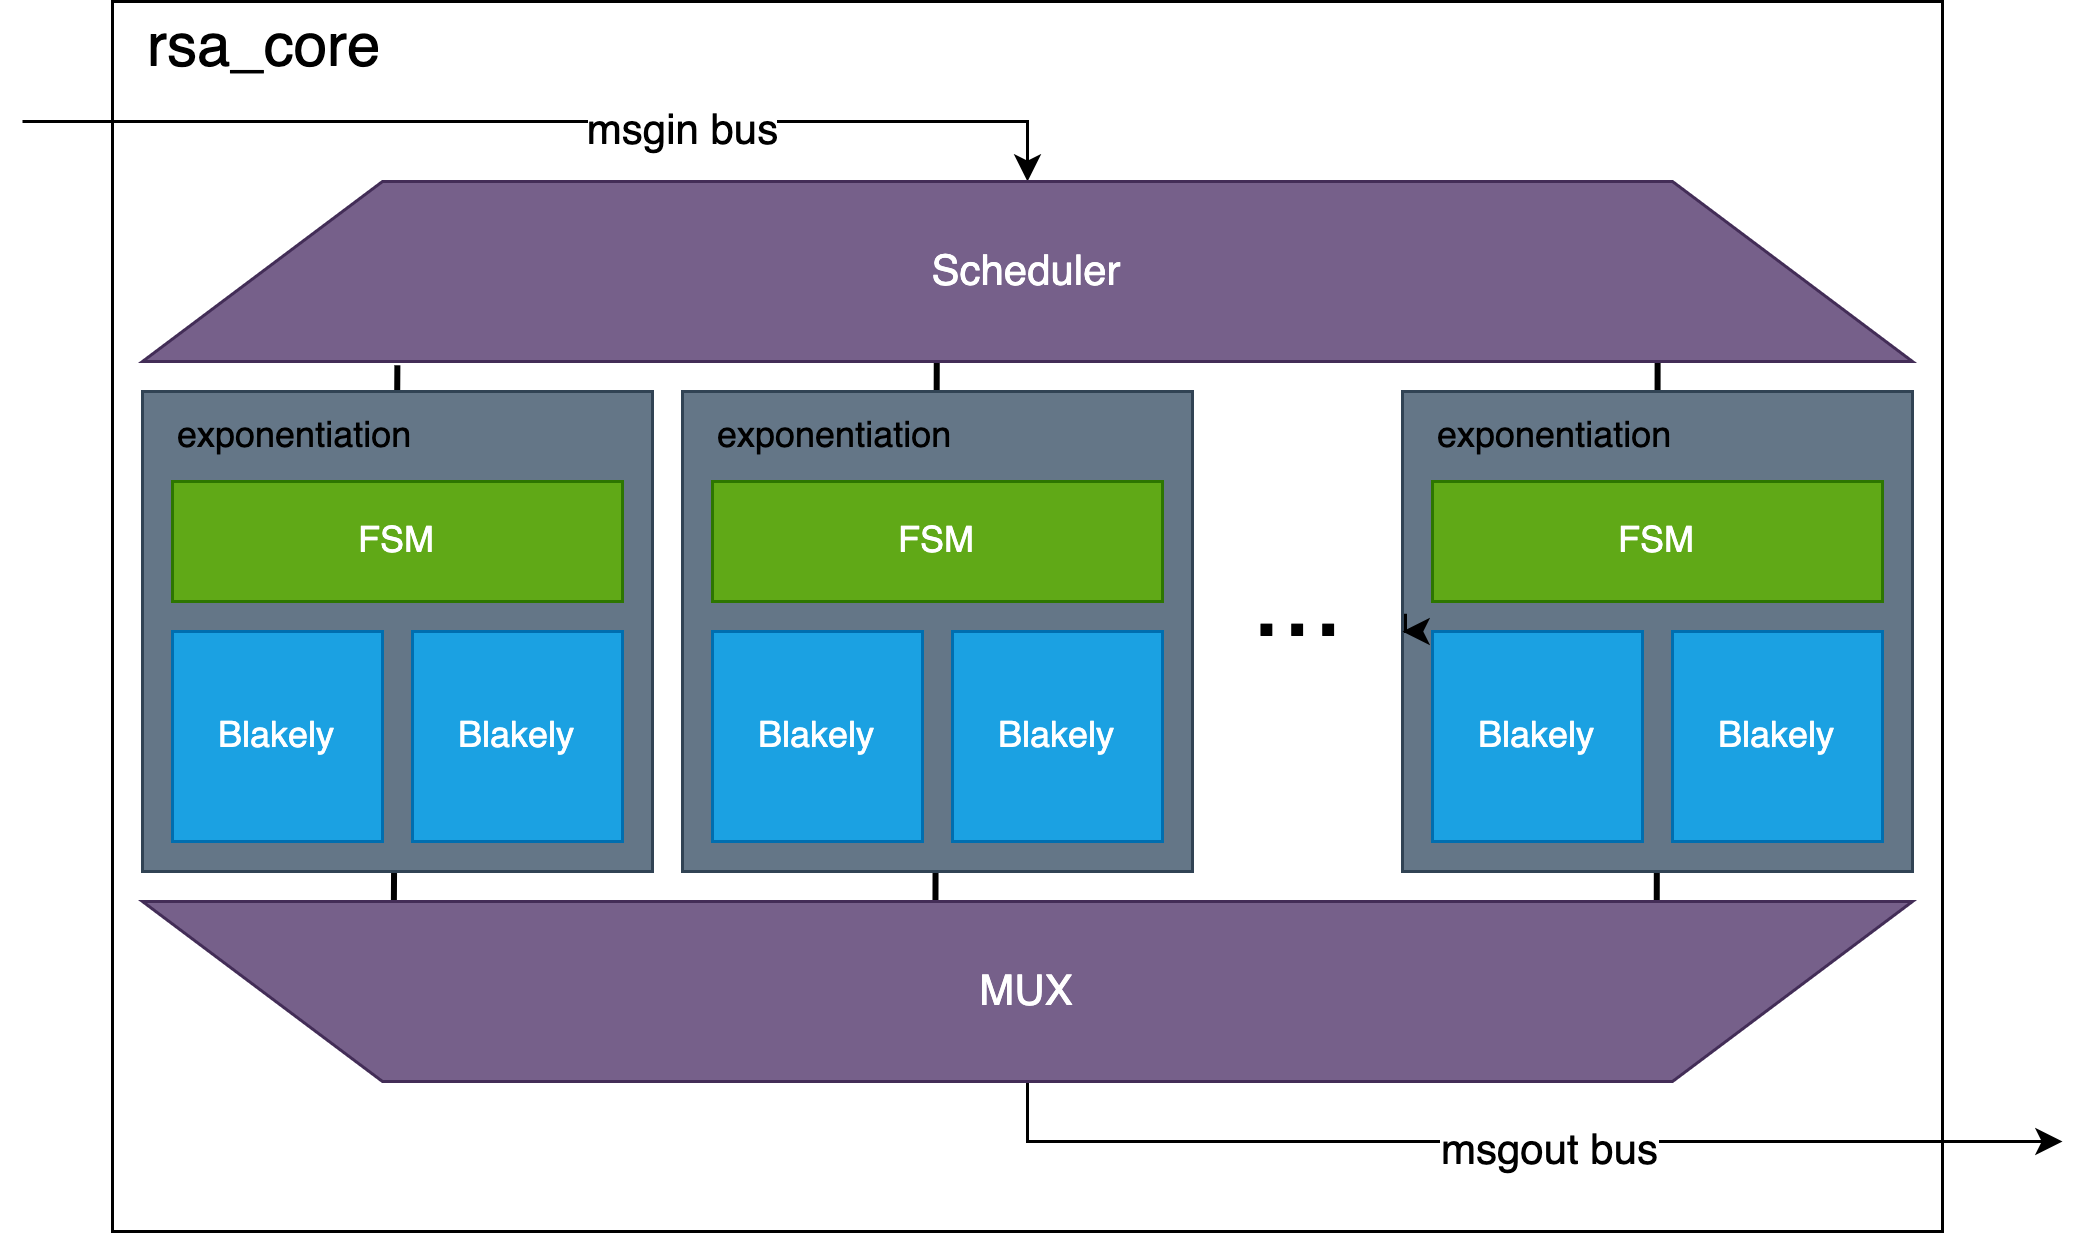 rsa_core
msgin bus
Scheduler
exponentiation
exponentiation
exponentiation
FSM
FSM
...
FSM
Blakely
Blakely
Blakely
Blakely
Blakely
Blakely
MUX
msgout bus